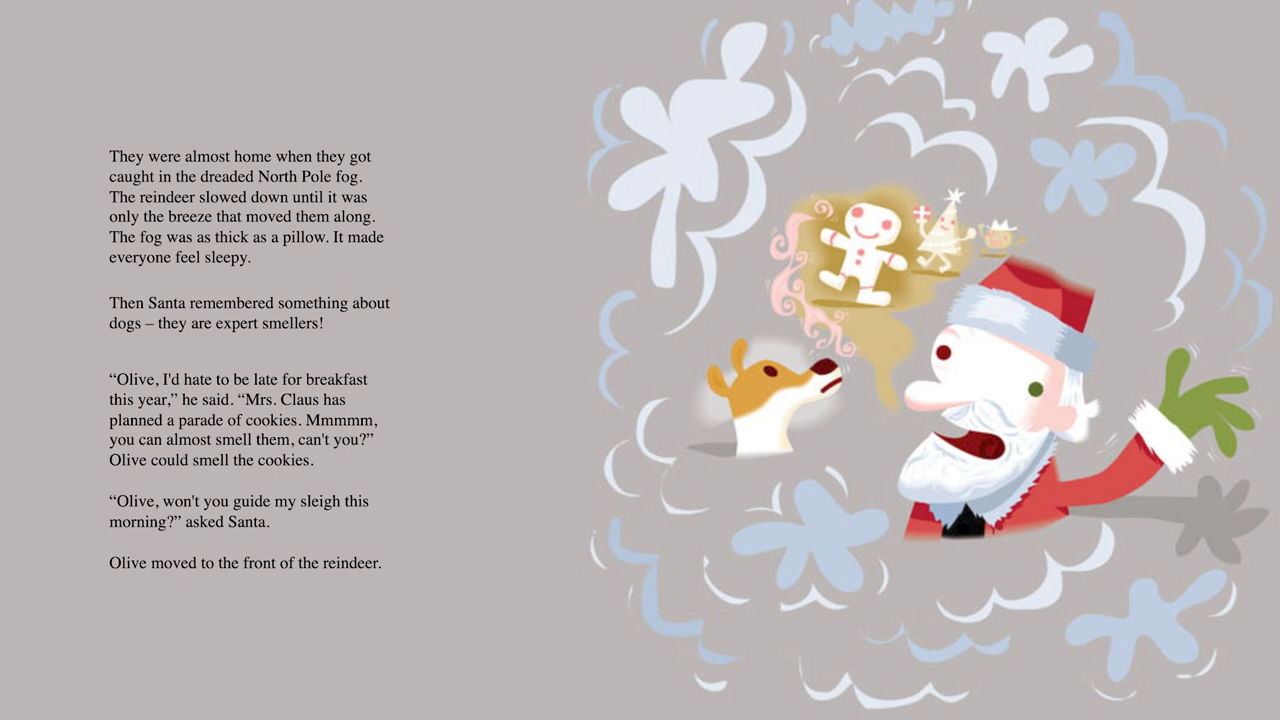 They were almost home when they got
caught in the dreaded North Pole fog.
The reindeer slowed down until it was
only the breeze that moved them along.
The fog was as thick as a pillow. It made
everyone feel sleepy.
Then Santa remembered something about
dogs – they are expert smellers!
“Olive, I'd hate to be late for breakfast
this year,” he said. “Mrs. Claus has
planned a parade of cookies. Mmmmm,
you can almost smell them, can't you?”
Olive could smell the cookies.
“Olive, won't you guide my sleigh this
morning?” asked Santa.
Olive moved to the front of the reindeer.